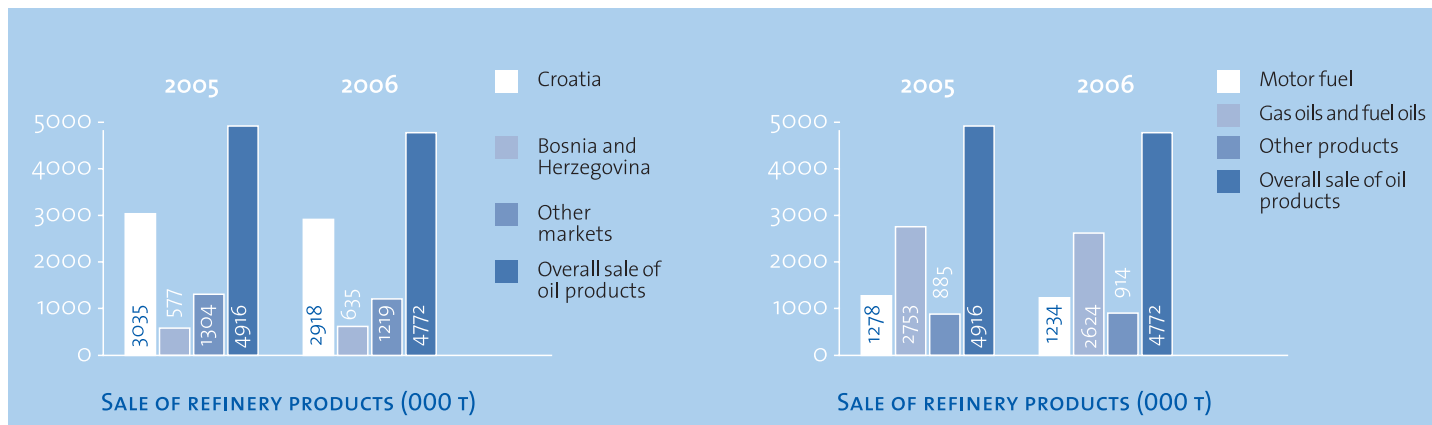 2005
2006
5000
4000
3000
2000
1000
0
3035
577
1304
4916
2918
635
1219
4772
Croatia
Bosnia and
Herzegovina
Other
markets
Overall sale of
oil products
SALE OF REFINERY PRODUCTS (000 T)
2005
2006
5000
4000
3000
2000
1000
0
1278
2753
885
4916
1234
2624
914
4772
Motor fuel
Gas oils and fuel oils
Other products
Overall sale of oil
products
SALE OF REFINERY PRODUCTS (000 T)